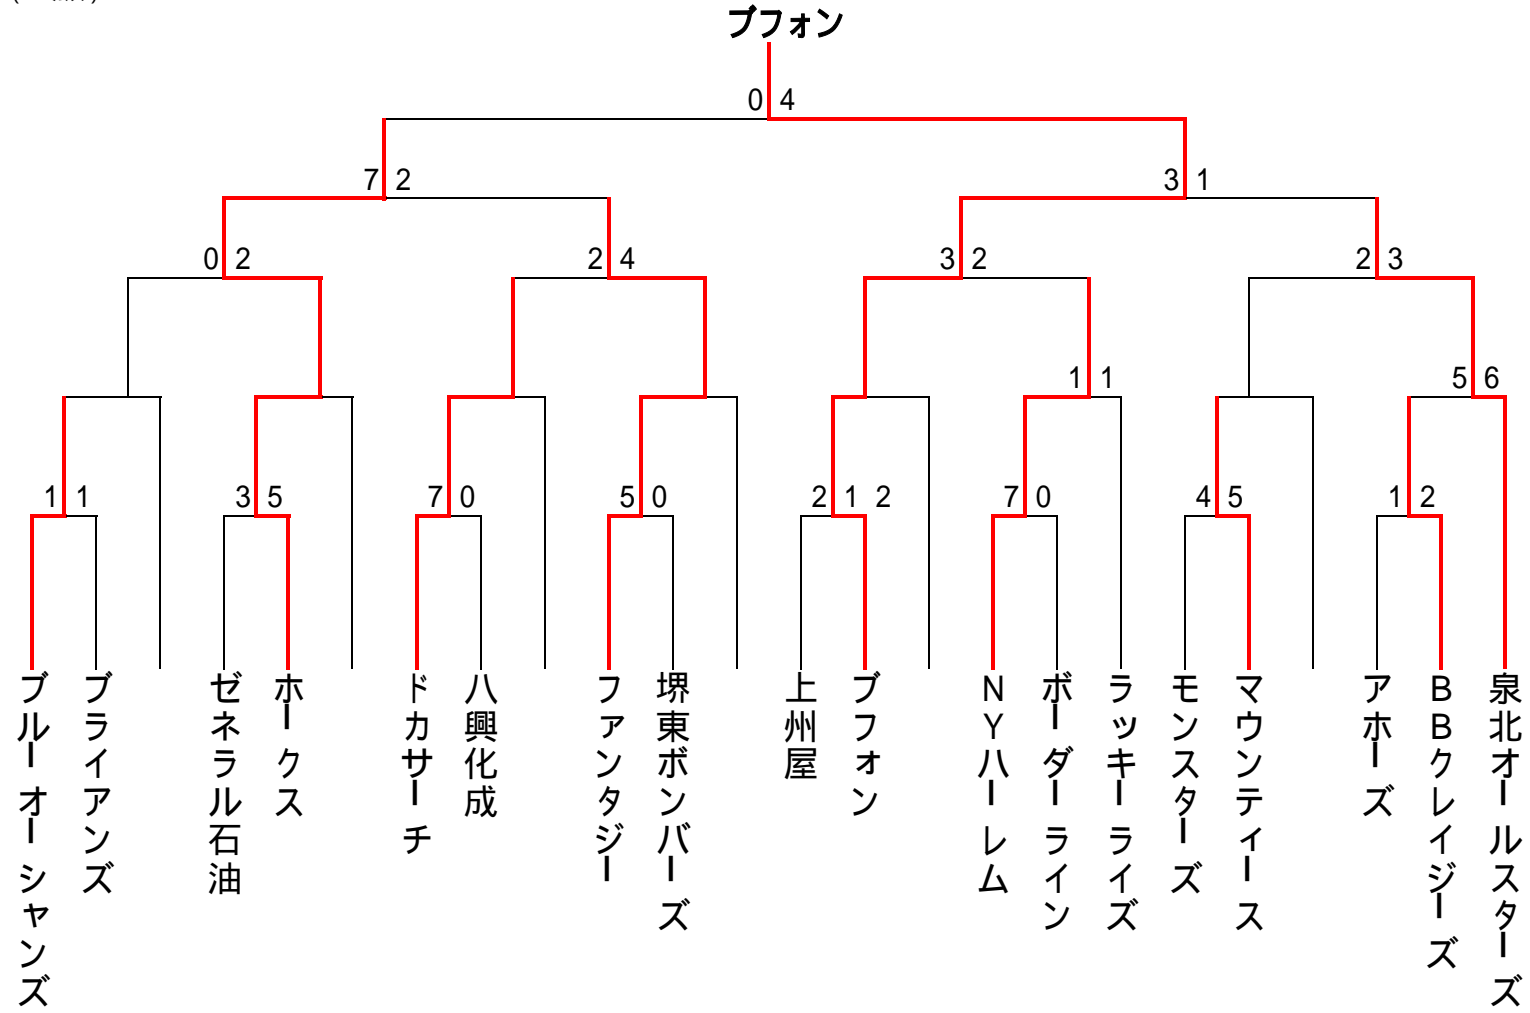 ブフォン
0 4
7 2
3 1
0 2
2 4
3 2
2 3
1 1
5 6
1 1
3 5
7 0
5 0
2 1 2
7 0
4 5
1 2
ブルーオーシャンズ
ブライアンズ
ゼネラル石油
ホークス
ドカサーチ
八興化成
ファンタジー
堺東ボンバーズ
上州屋
ブフォン
NYハーレム
ボーダーライン
ラッキーライズ
モンスターズ
マウンティース
アホーズ
BBクレイジーズ
泉北オールスターズ